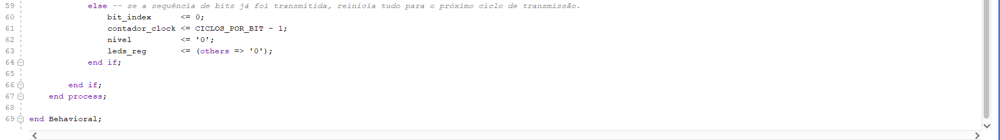 59 else -- se a sequência de bits já foi transmitida, reinicia tudo para o próximo ciclo de transmissão.
60 bit_index <= 0;
61 contador_clock <= CICLOS_POR_BIT - 1;
62 nivel <= '0';
63 leds_reg <= (others => '0');
64 end if;
65
66 end if;
67 end process;
68
69 end Behavioral;